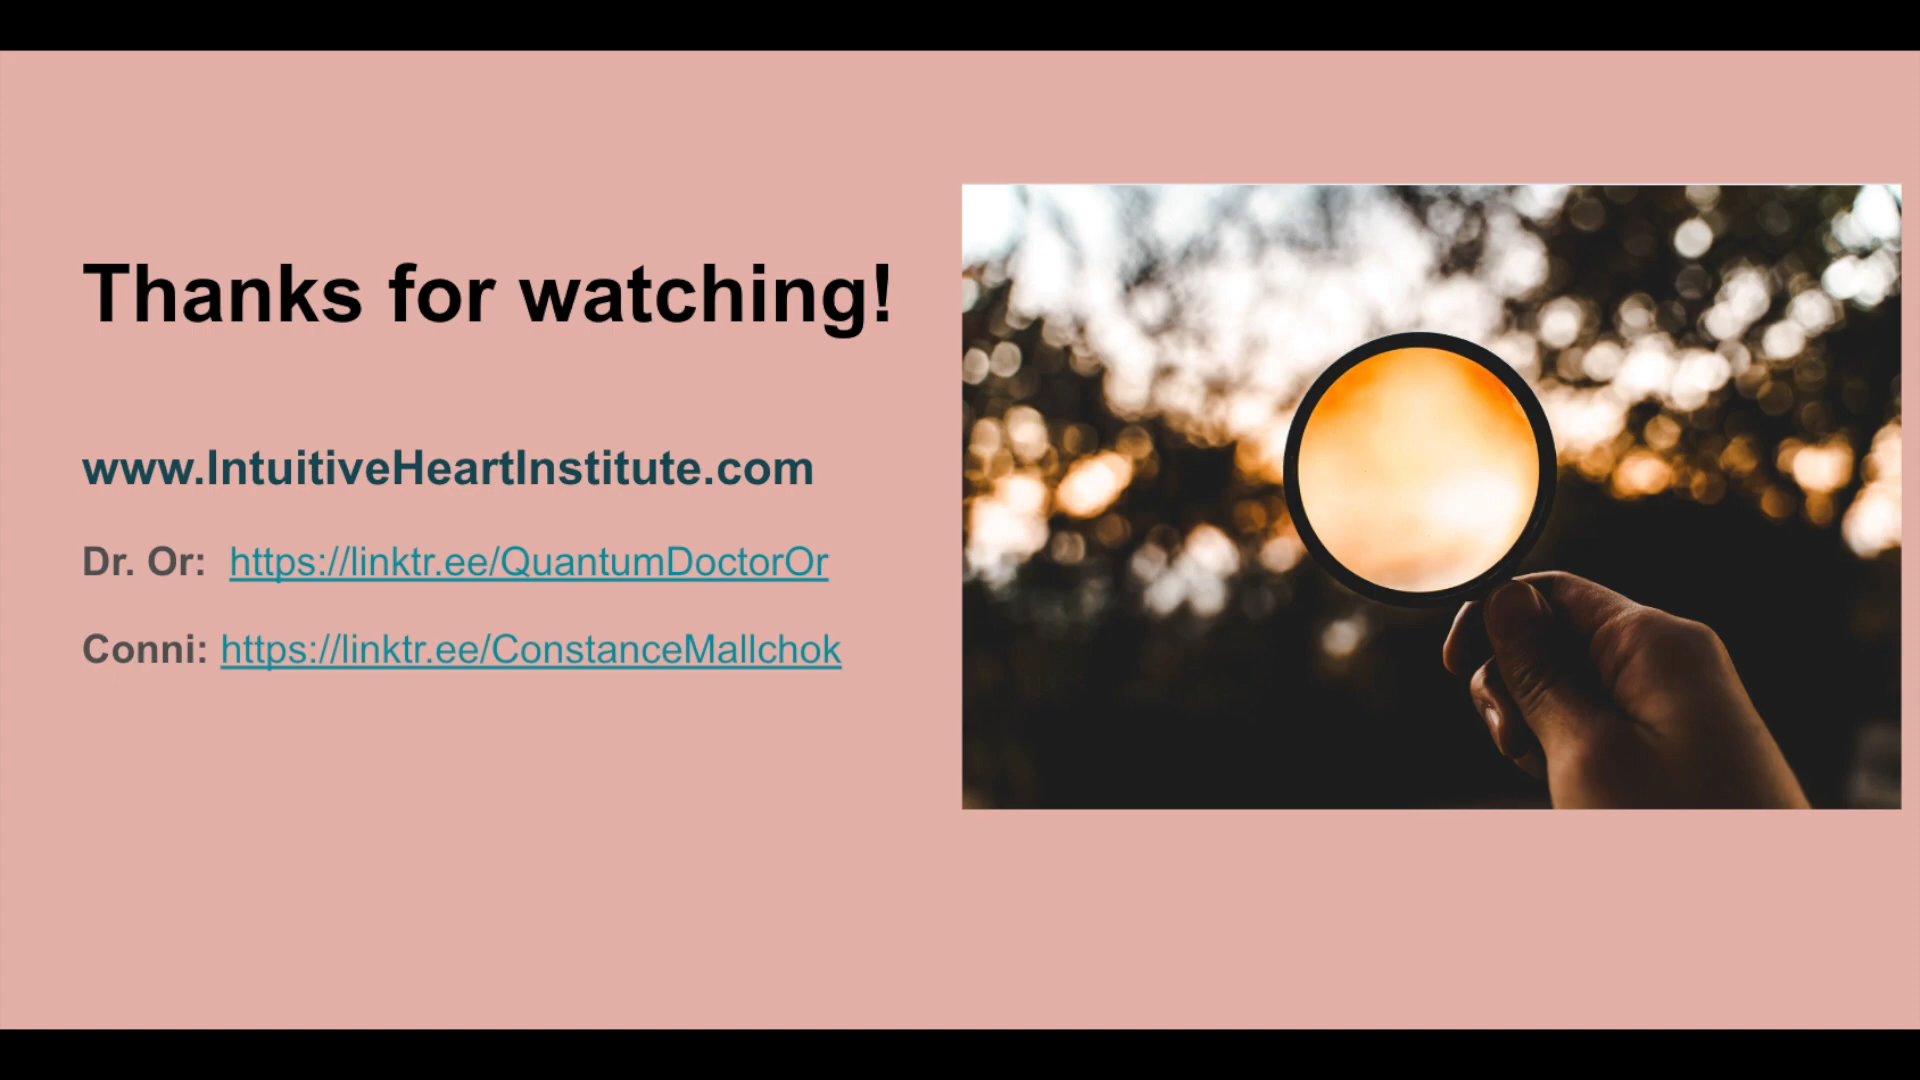 Thanks for watching!
www.IntuitiveHeartInstitute.com
Dr. Or: https://linktr.ee/QuantumDoctorOr
Conni: https://linktr.ee/ConstanceMallchok